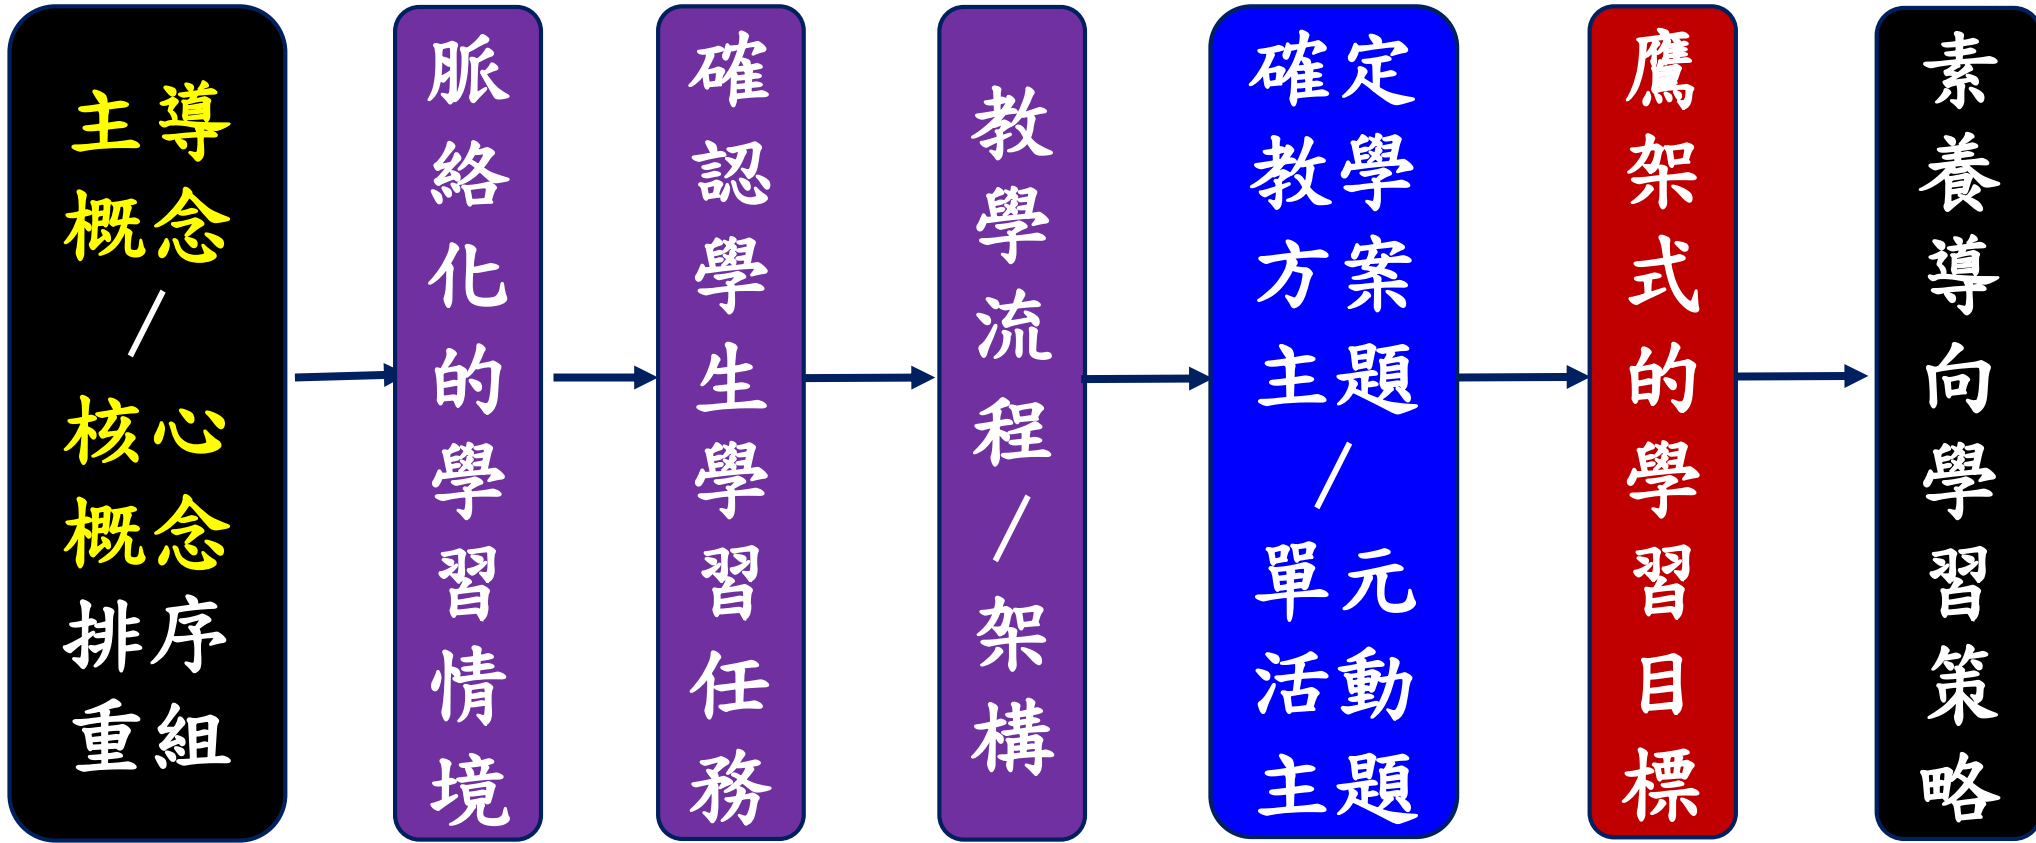 主導
概念
/
核心
概念
排序
重組
脈絡化的學習情境
確認學生學習任務
教學流程/架構
確定
教學
方案
主題
/
單元
活動
主題
鷹架式的學習目標
素養導向學習策略